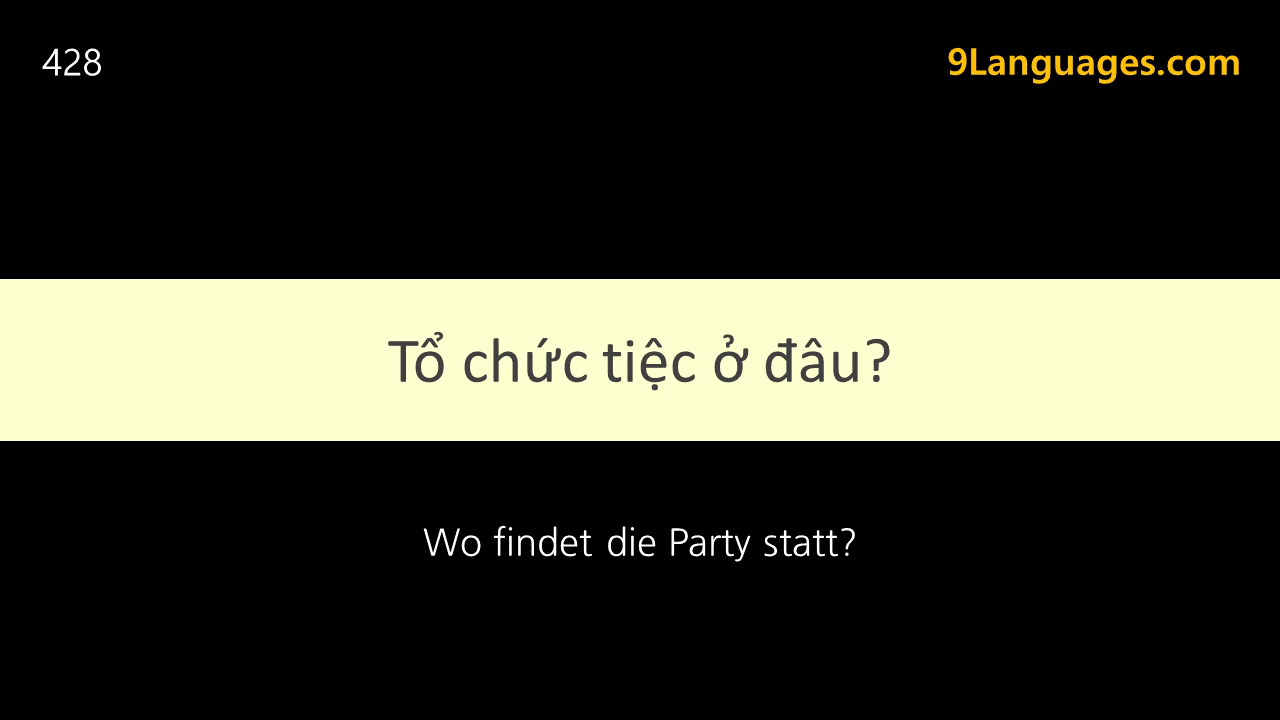 428
9Languages.com
Tổ chức tiệc ở đâu?
Wo findet die Party statt?